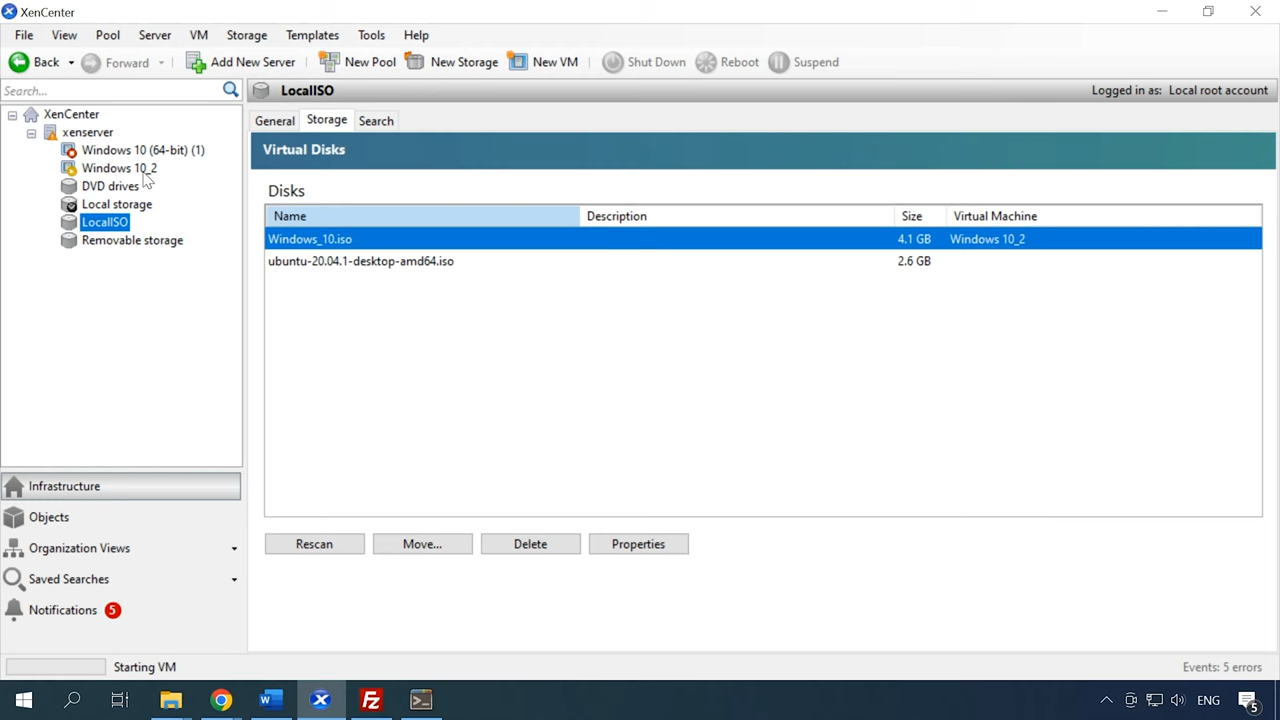 XenCenter
File View Pool Server VM Storage Templates Tools Help
Back Forward Add New Server New Pool New Storage New VM Shut Down Reboot Suspend
Search...
LocalISO
Logged in as: Local root account
XenCenter
xenserver
Windows 10 (64-bit) (1)
Windows 10_2
DVD drives
Local storage
LocalISO
Removable storage
General Storage Search
Virtual Disks
Disks
Name Description Size Virtual Machine
Windows_10.iso 4.1 GB Windows 10_2
ubuntu-20.04.1-desktop-amd64.iso 2.6 GB
Rescan Move... Delete Properties
Infrastructure
Objects
Organization Views
Saved Searches
Notifications 5
Starting VM
Events: 5 errors
W Fz ENG 5